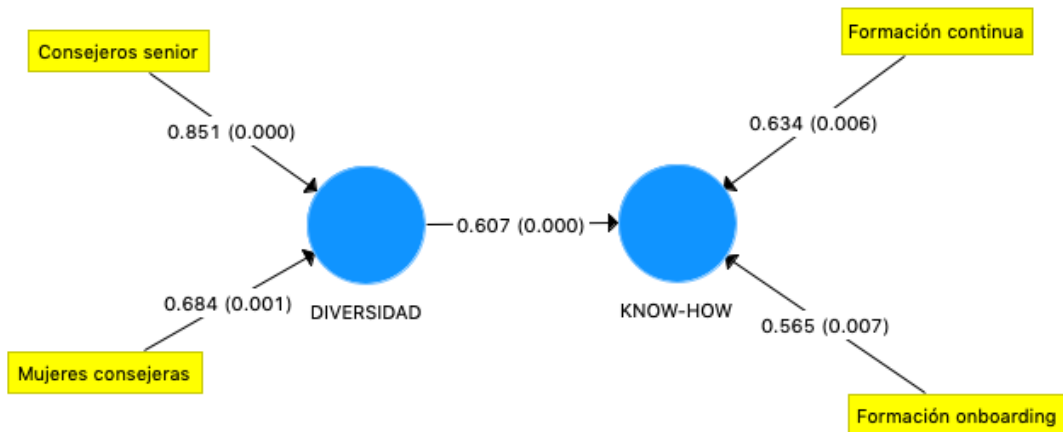 Consejeros senior
Formación continua
0.851 (0.000)
0.634 (0.006)
0.607 (0.000)
0.684 (0.001)
DIVERSIDAD
KNOW-HOW
0.565 (0.007)
Mujeres consejeras
Formación onboarding